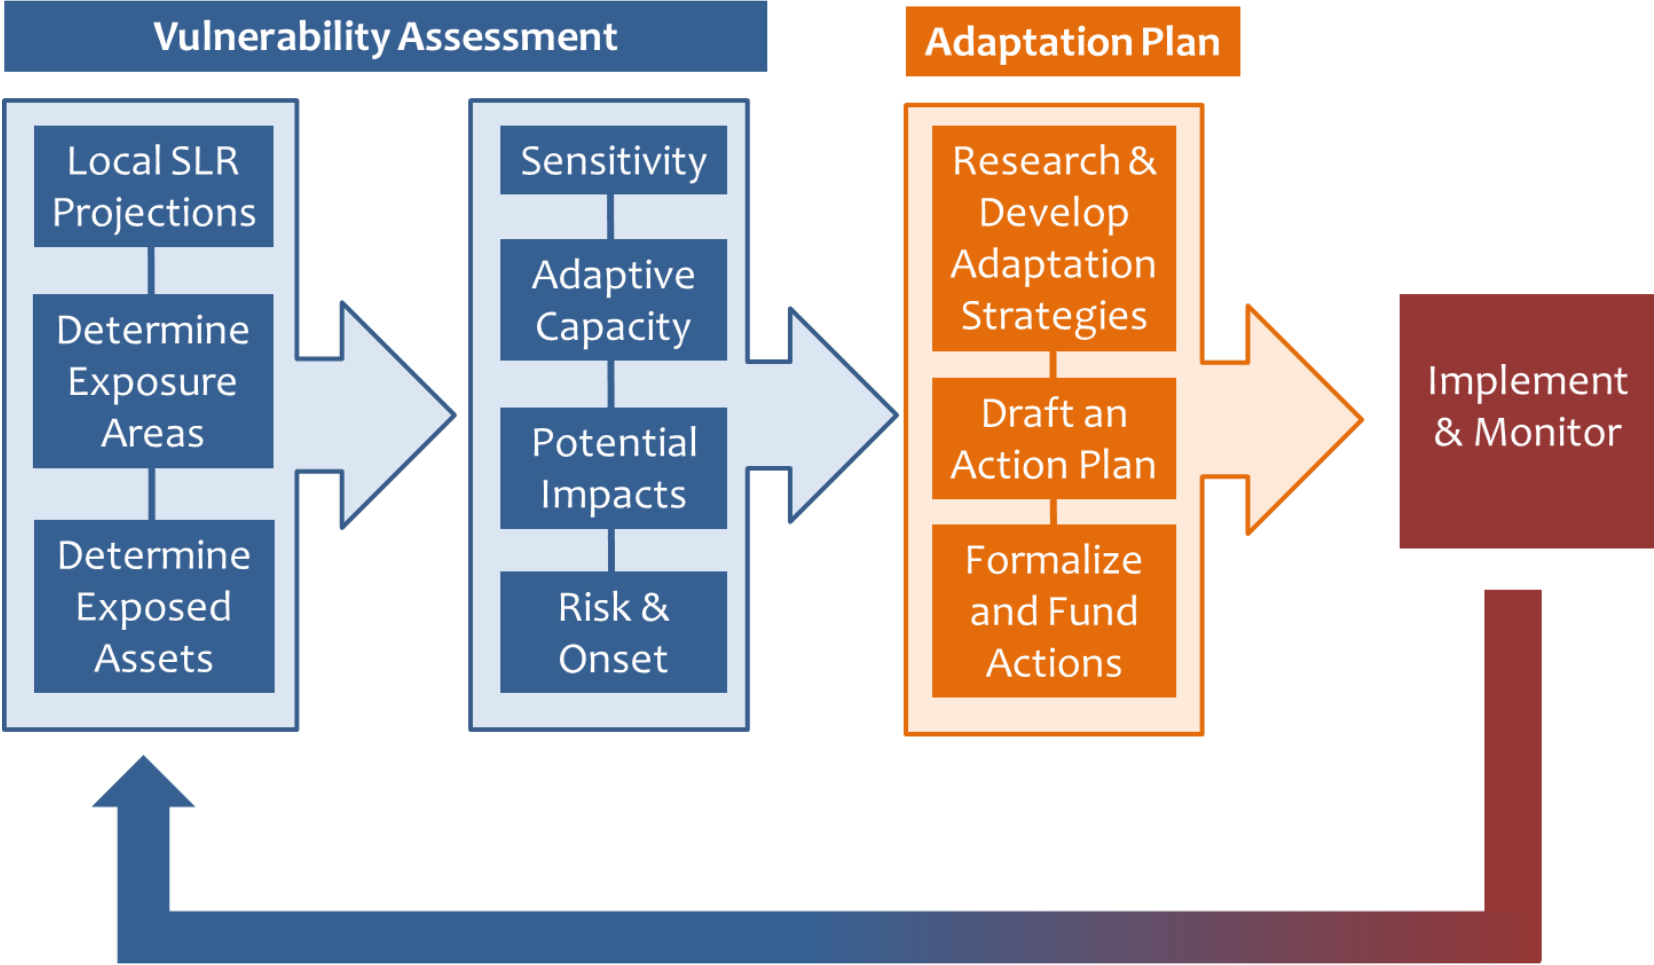 Vulnerability Assessment
Local SLR
Projections
Determine
Exposure
Areas
Determine
Exposed
Assets
Sensitivity
Adaptive
Capacity
Potential
Impacts
Risk &
Onset
Adaptation Plan
Research &
Develop
Adaptation
Strategies
Draft an
Action Plan
Formalize
and Fund
Actions
Implement
& Monitor